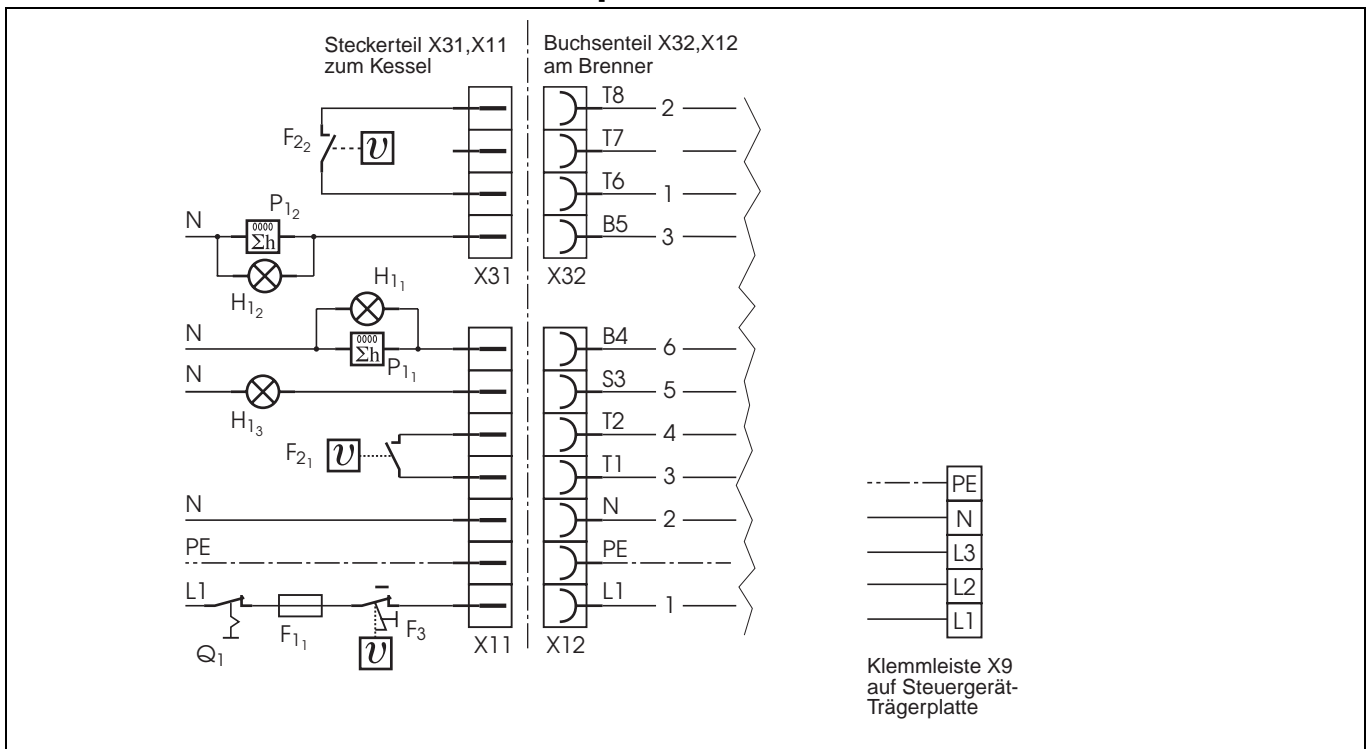 Steckerteil X31,X11
zum Kessel
Buchsenteil X32,X12
am Brenner
T8
2
F2₂
υ
T7
T6
1
N
P1₂
0000
Σh
B5
3
H1₂
X31
X32
H1₁
N
0000
Σh
P1₁
B4
6
N
H1₃
S3
5
T2
4
F2₁
υ
T1
3
N
N
2
PE
PE
L1
L1
1
Q1
F1₁
F3
υ
X11
X12
PE
N
L3
L2
L1
Klemmleiste X9
auf Steuergerät-
Trägerplatte